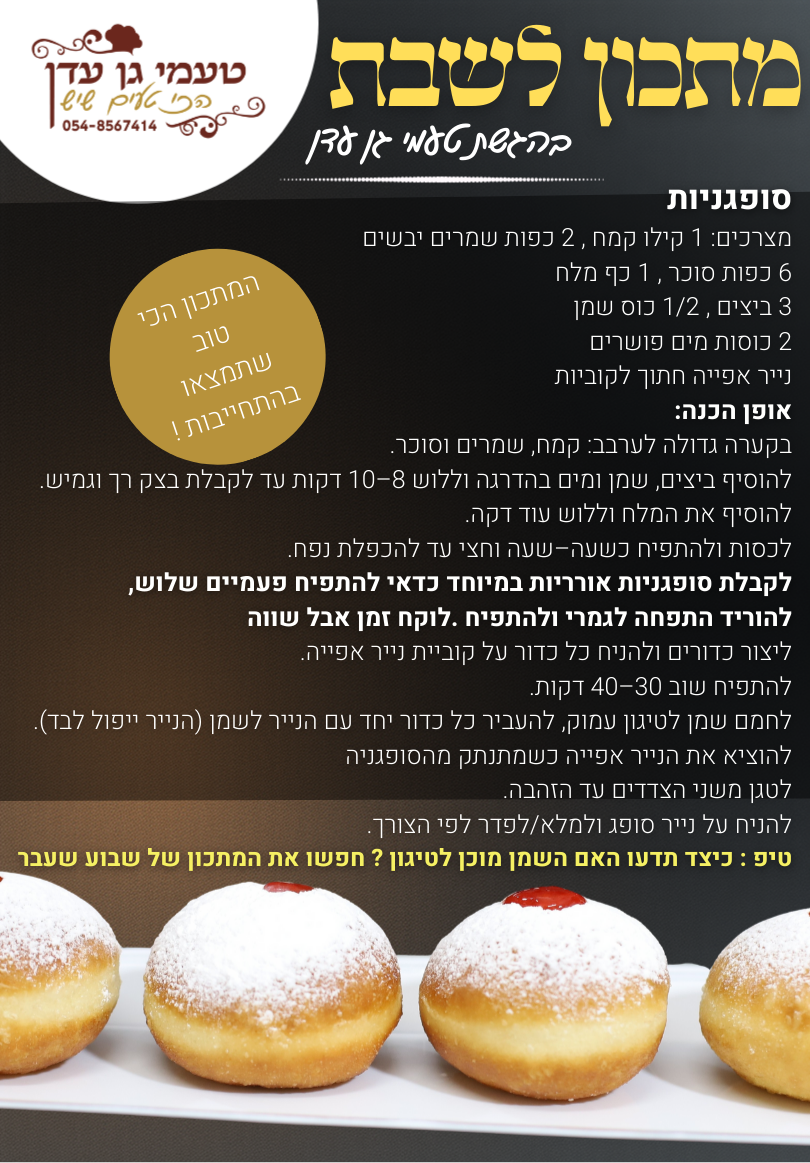 טעמי גן עדן
הכי טעים שיש
054-8567414
מתכון לשבת
בהגשת טעמי גן עדן
סופגניות
מצרכים: 1 קילו קמח , 2 כפות שמרים יבשים
6 כפות סוכר , 1 כף מלח
3 ביצים , 1/2 כוס שמן
2 כוסות מים פושרים
נייר אפייה חתוך לקוביות
המתכון הכי
טוב
שתמצאו
בהתחייבות !
אופן הכנה:
בקערה גדולה לערבב: קמח, שמרים וסוכר.
להוסיף ביצים, שמן ומים בהדרגה וללוש 8–10 דקות עד לקבלת בצק רך וגמיש.
להוסיף את המלח וללוש עוד דקה.
לכסות ולהתפיח כשעה–שעה וחצי עד להכפלת נפח.
לקבלת סופגניות אורריות במיוחד כדאי להתפיח פעמיים שלוש,
להוריד התפחה לגמרי ולהתפיח .לוקח זמן אבל שווה
ליצור כדורים ולהניח כל כדור על קוביית נייר אפייה.
להתפיח שוב 30–40 דקות.
לחמם שמן לטיגון עמוק, להעביר כל כדור יחד עם הנייר לשמן (הנייר ייפול לבד).
להוציא את הנייר אפייה כשמתנתק מהסופגניה
לטגן משני הצדדים עד הזהבה.
להניח על נייר סופג ולמלא/לפדר לפי הצורך.
טיפ : כיצד תדעו האם השמן מוכן לטיגון ? חפשו את המתכון של שבוע שעבר